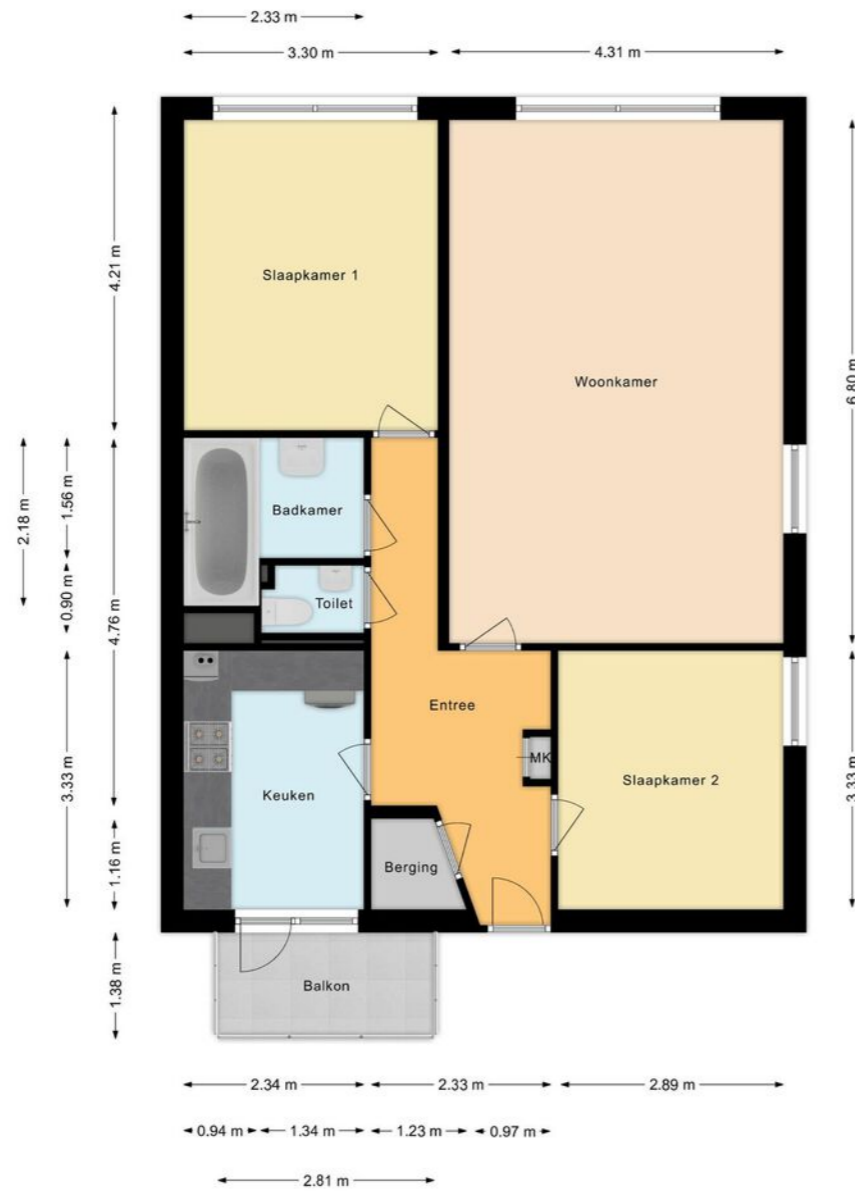 2.33 m
3.30 m
4.31 m
4.21 m
6.80 m
Slaapkamer 1
Woonkamer
2.18 m
1.56 m
0.90 m
4.76 m
Badkamer
Toilet
Entree
MK
3.33 m
1.16 m
Keuken
Slaapkamer 2
3.33 m
Berging
1.38 m
Balkon
2.34 m
2.33 m
2.89 m
0.94 m
1.34 m
1.23 m
0.97 m
2.81 m